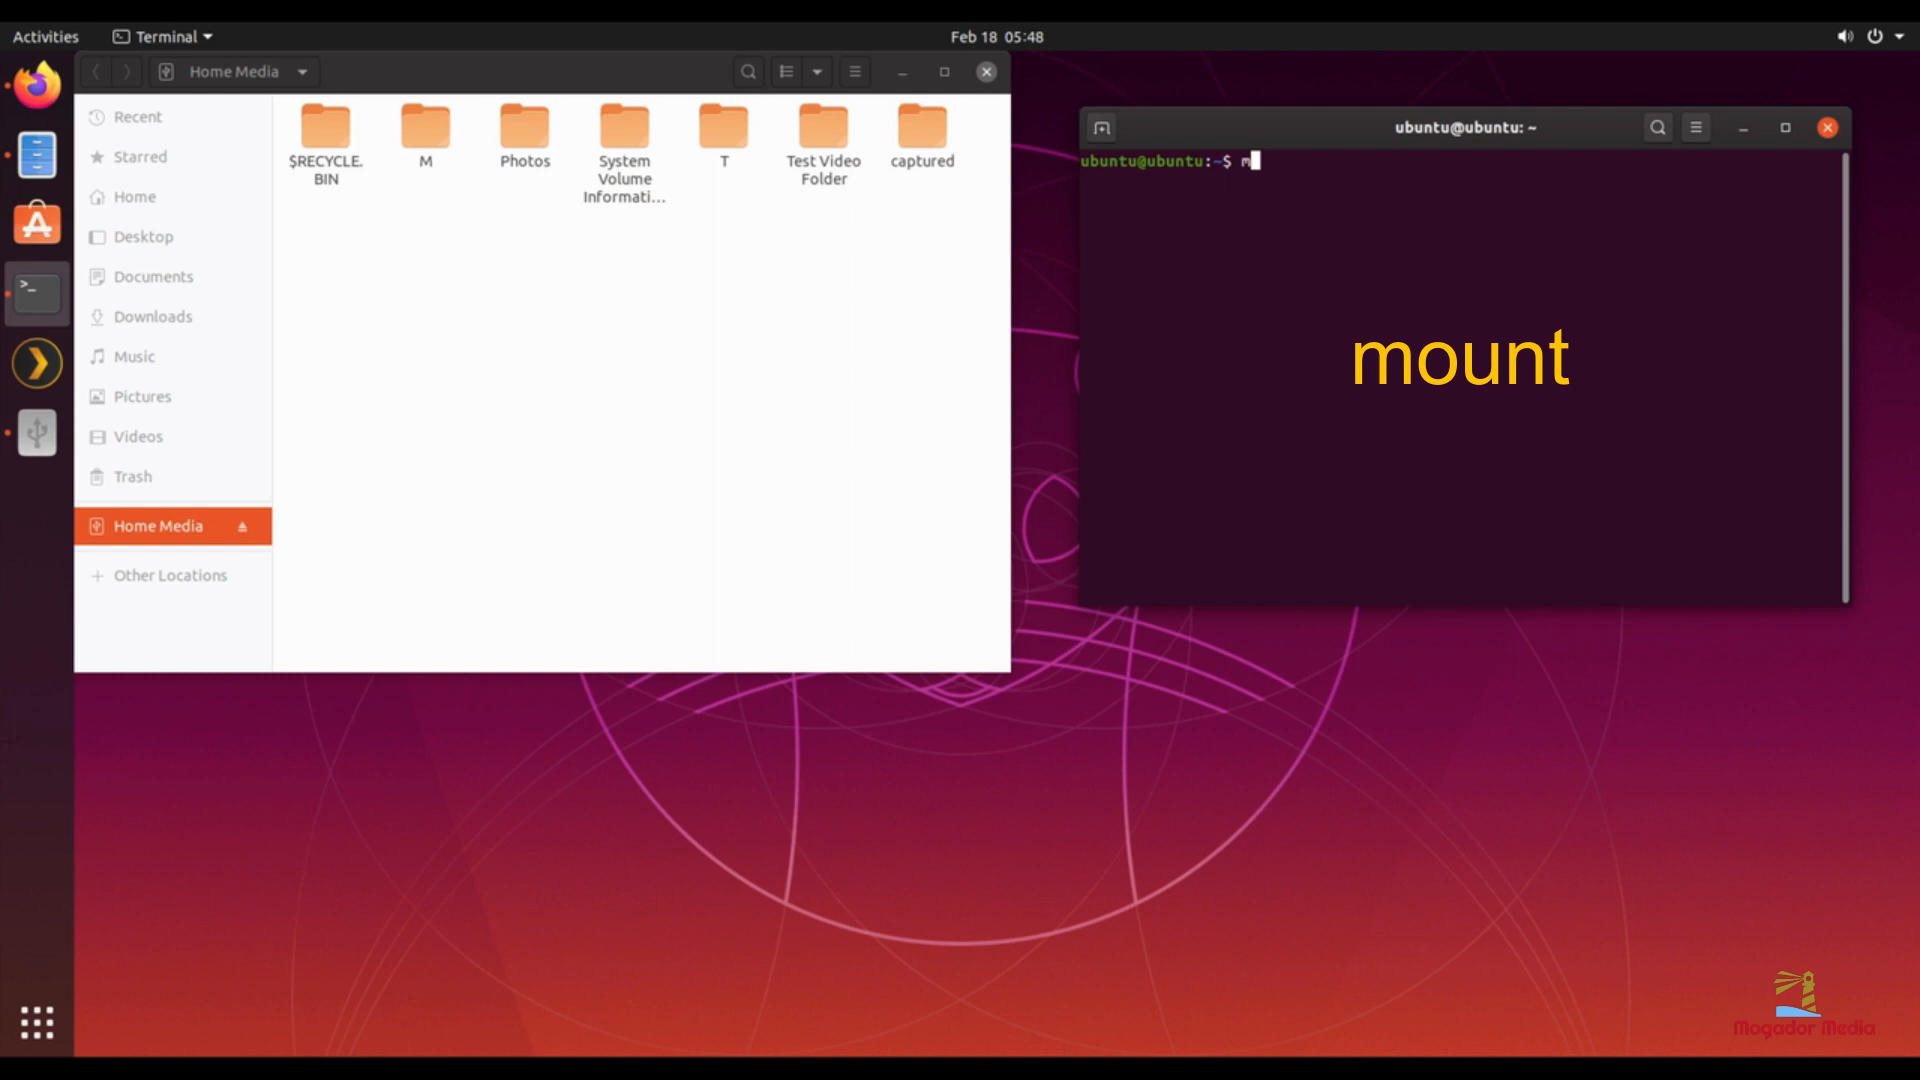 Activities
Terminal
Feb 18 05:48
Home Media
Recent
Starred
Home
Desktop
Documents
Downloads
Music
Pictures
Videos
Trash
Home Media
Other Locations
$RECYCLE.
BIN
M
Photos
System
Volume
Informati...
T
Test Video
Folder
captured
ubuntu@ubuntu: ~
ubuntu@ubuntu:~$ m
mount
Mogador Media